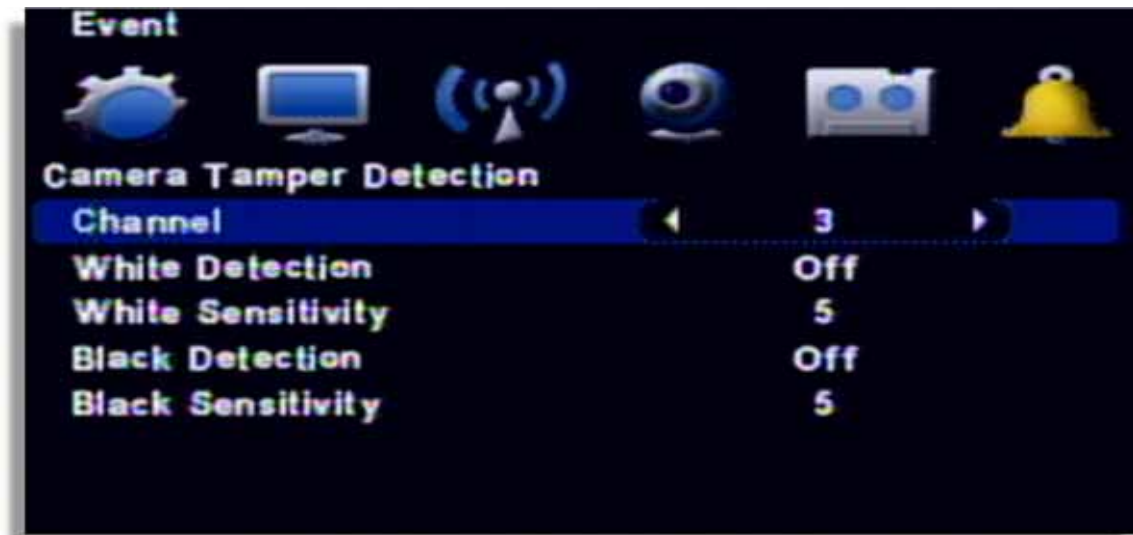 Event
Camera Tamper Detection
Channel 3
White Detection Off
White Sensitivity 5
Black Detection Off
Black Sensitivity 5